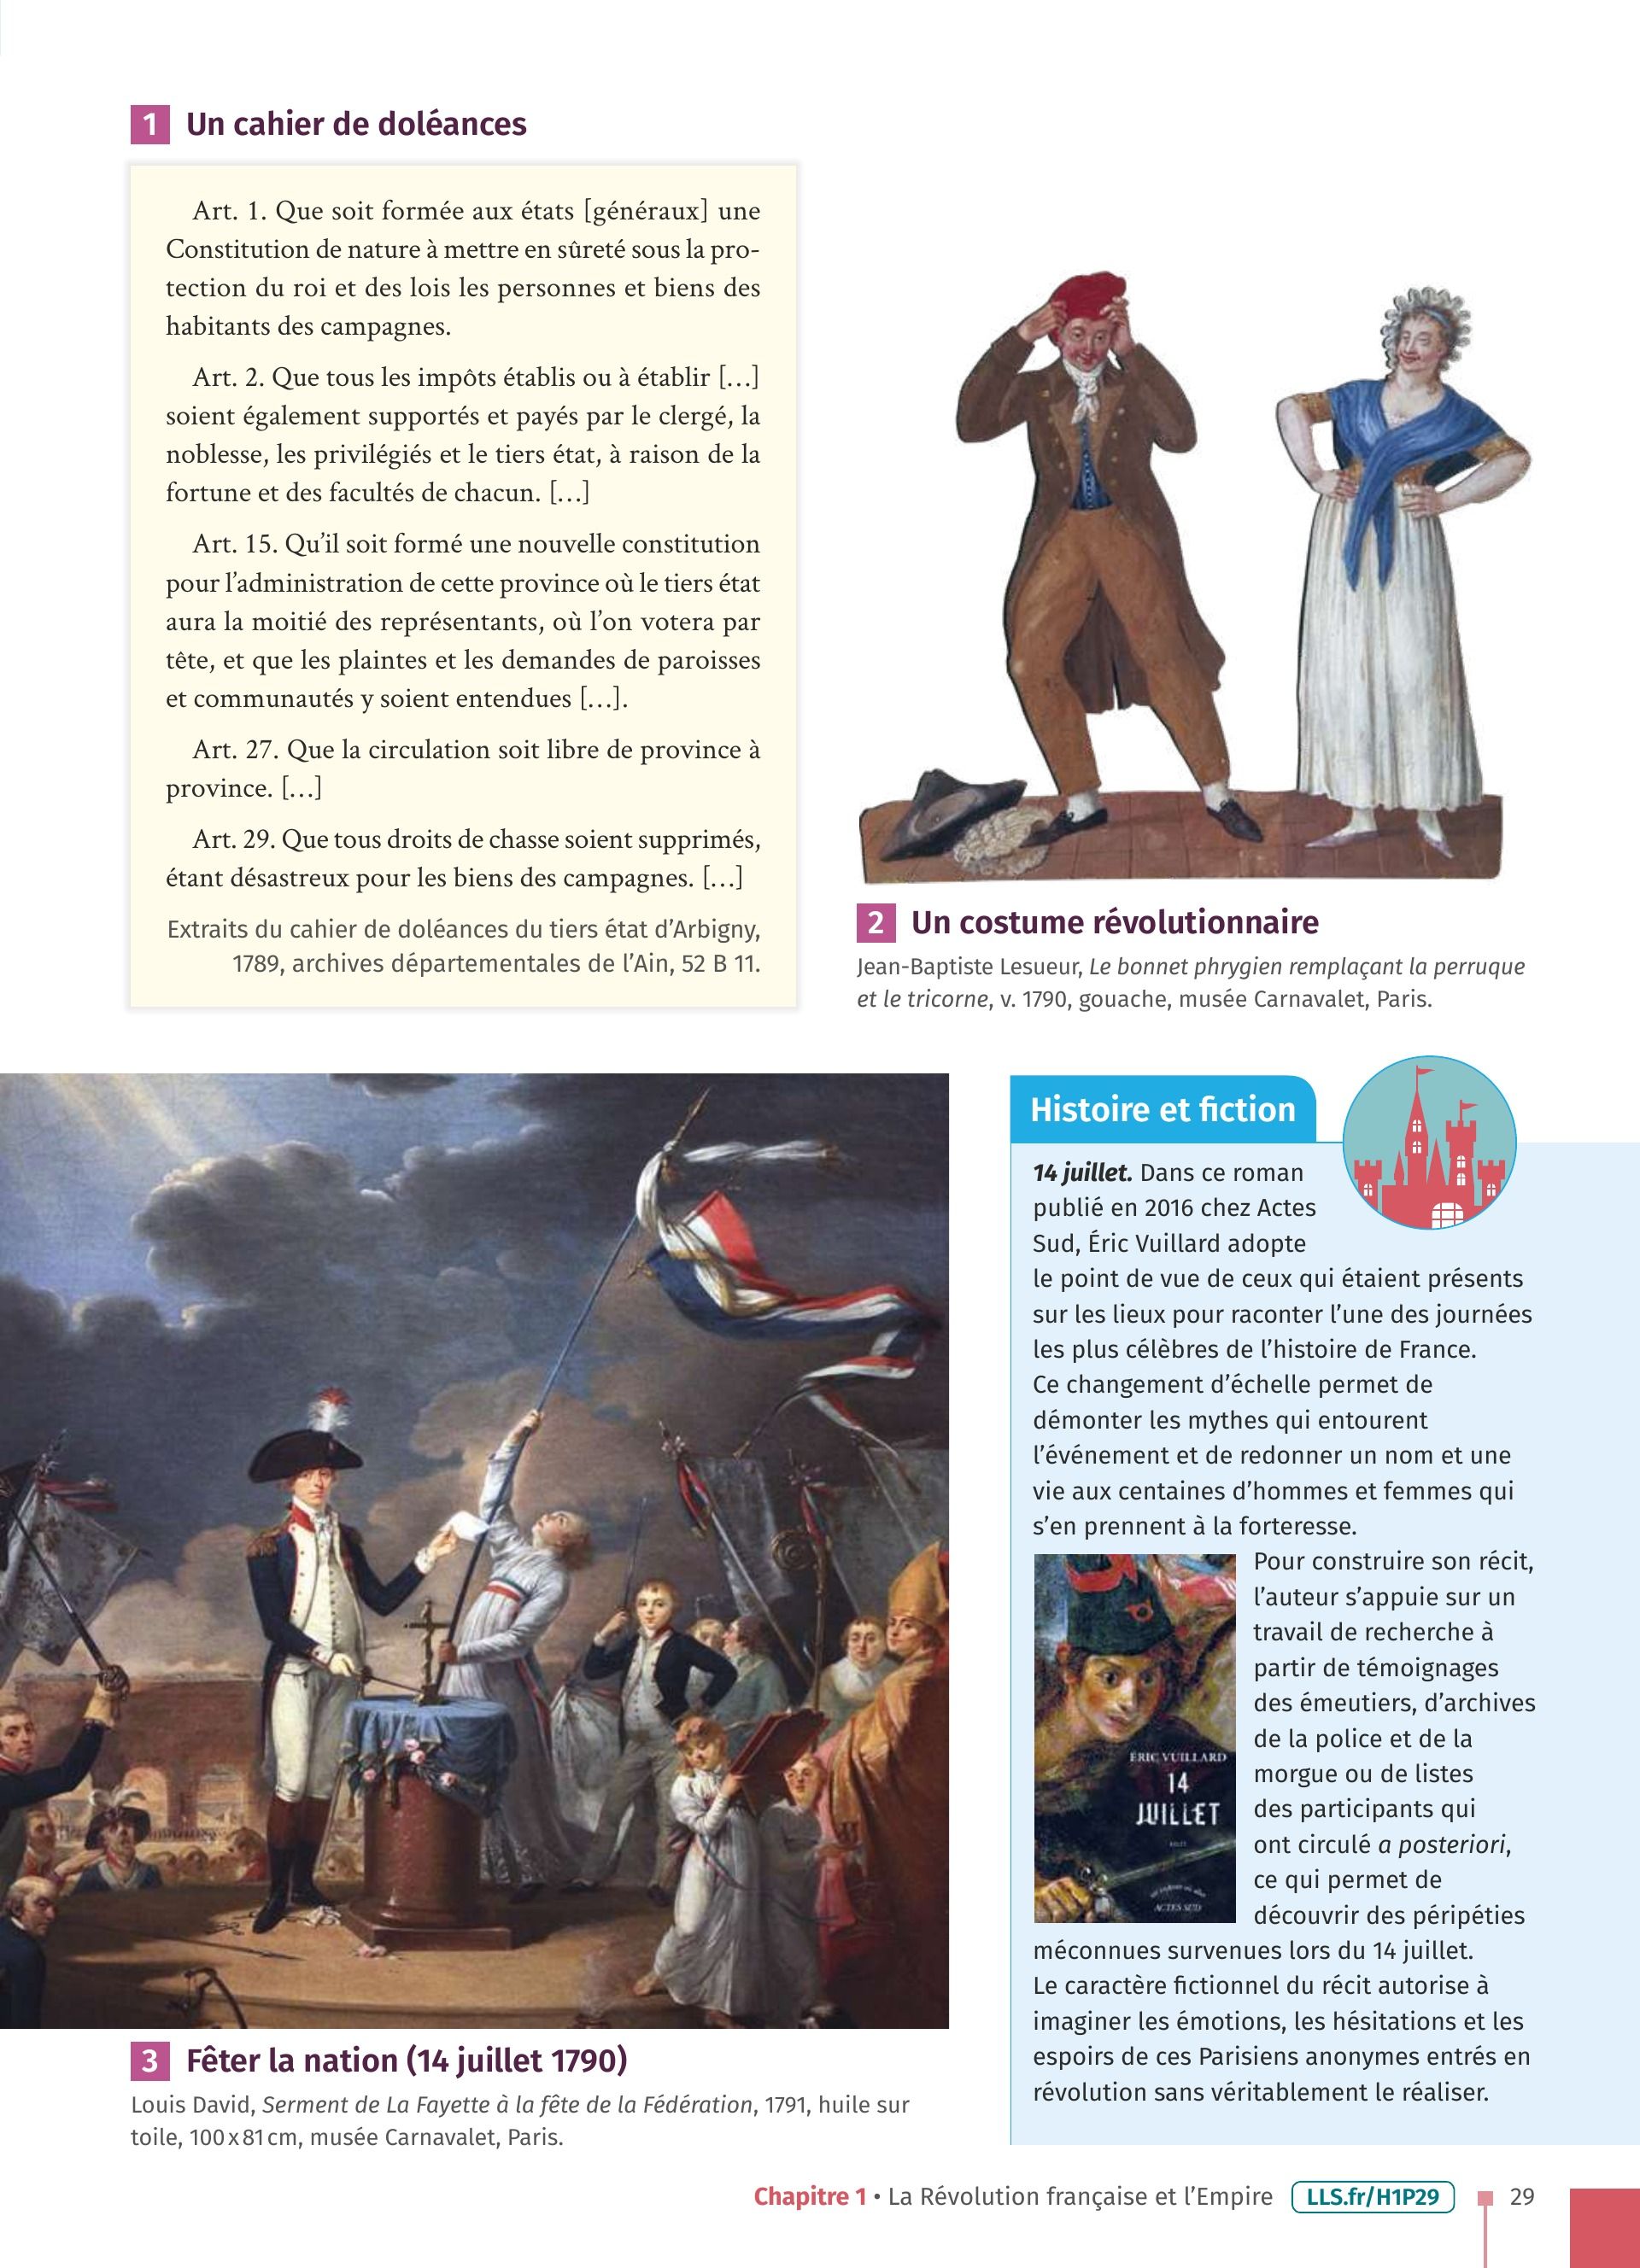 1 Un cahier de doléances
Art. 1. Que soit formée aux états [généraux] une
Constitution de nature à mettre en sûreté sous la pro-
tection du roi et des lois les personnes et biens des
habitants des campagnes.
Art. 2. Que tous les impôts établis ou à établir […]
soient également supportés et payés par le clergé, la
noblesse, les privilégiés et le tiers état, à raison de la
fortune et des facultés de chacun. […]
Art. 15. Qu’il soit formé une nouvelle constitution
pour l’administration de cette province où le tiers état
aura la moitié des représentants, où l’on votera par
tête, et que les plaintes et les demandes de paroisses
et communautés y soient entendues […].
Art. 27. Que la circulation soit libre de province à
province. […]
Art. 29. Que tous droits de chasse soient supprimés,
étant désastreux pour les biens des campagnes. […]
Extraits du cahier de doléances du tiers état d’Arbigny,
1789, archives départementales de l’Ain, 52 B 11.
2 Un costume révolutionnaire
Jean-Baptiste Lesueur, Le bonnet phrygien remplaçant la perruque
et le tricorne, v. 1790, gouache, musée Carnavalet, Paris.
3 Fêter la nation (14 juillet 1790)
Louis David, Serment de La Fayette à la fête de la Fédération, 1791, huile sur
toile, 100 x 81 cm, musée Carnavalet, Paris.
Histoire et fiction
14 juillet. Dans ce roman
publié en 2016 chez Actes
Sud, Éric Vuillard adopte
le point de vue de ceux qui étaient présents
sur les lieux pour raconter l’une des journées
les plus célèbres de l’histoire de France.
Ce changement d’échelle permet de
démonter les mythes qui entourent
l’événement et de redonner un nom et une
vie aux centaines d’hommes et femmes qui
s’en prennent à la forteresse.
Pour construire son récit,
l’auteur s’appuie sur un
travail de recherche à
partir de témoignages
des émeutiers, d’archives
de la police et de la
morgue ou de listes
des participants qui
ont circulé a posteriori,
ce qui permet de
découvrir des péripéties
méconnues survenues lors du 14 juillet.
Le caractère fictionnel du récit autorise à
imaginer les émotions, les hésitations et les
espoirs de ces Parisiens anonymes entrés en
révolution sans véritablement le réaliser.
ÉRIC VUILLARD
14
JUILLET
ACTES SUD
Chapitre 1 • La Révolution française et l’Empire LLS.fr/H1P29 29